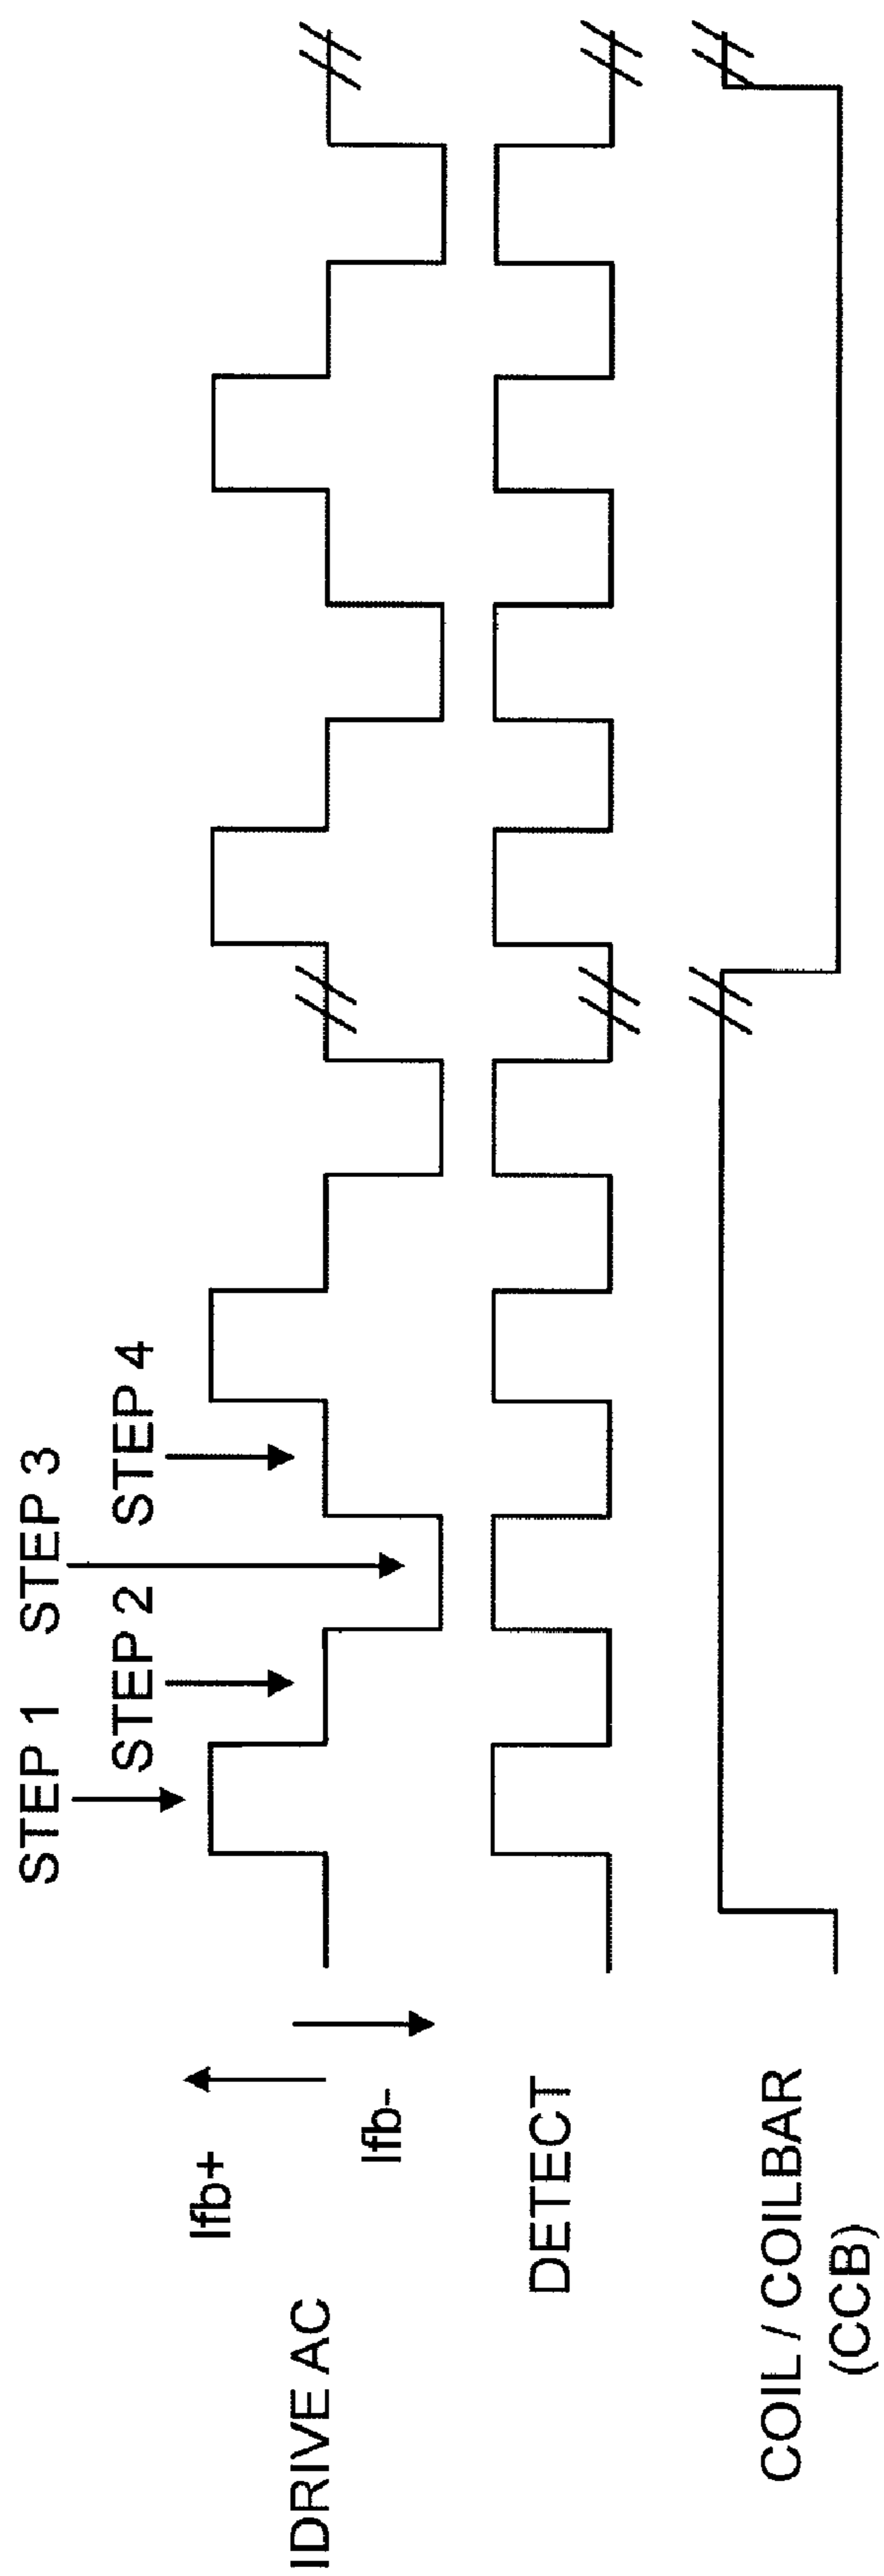 STEP 1
STEP 3
STEP 2
STEP 4
Ifb+
Ifb-
IDRIVE AC
DETECT
COIL / COILBAR
(CCB)